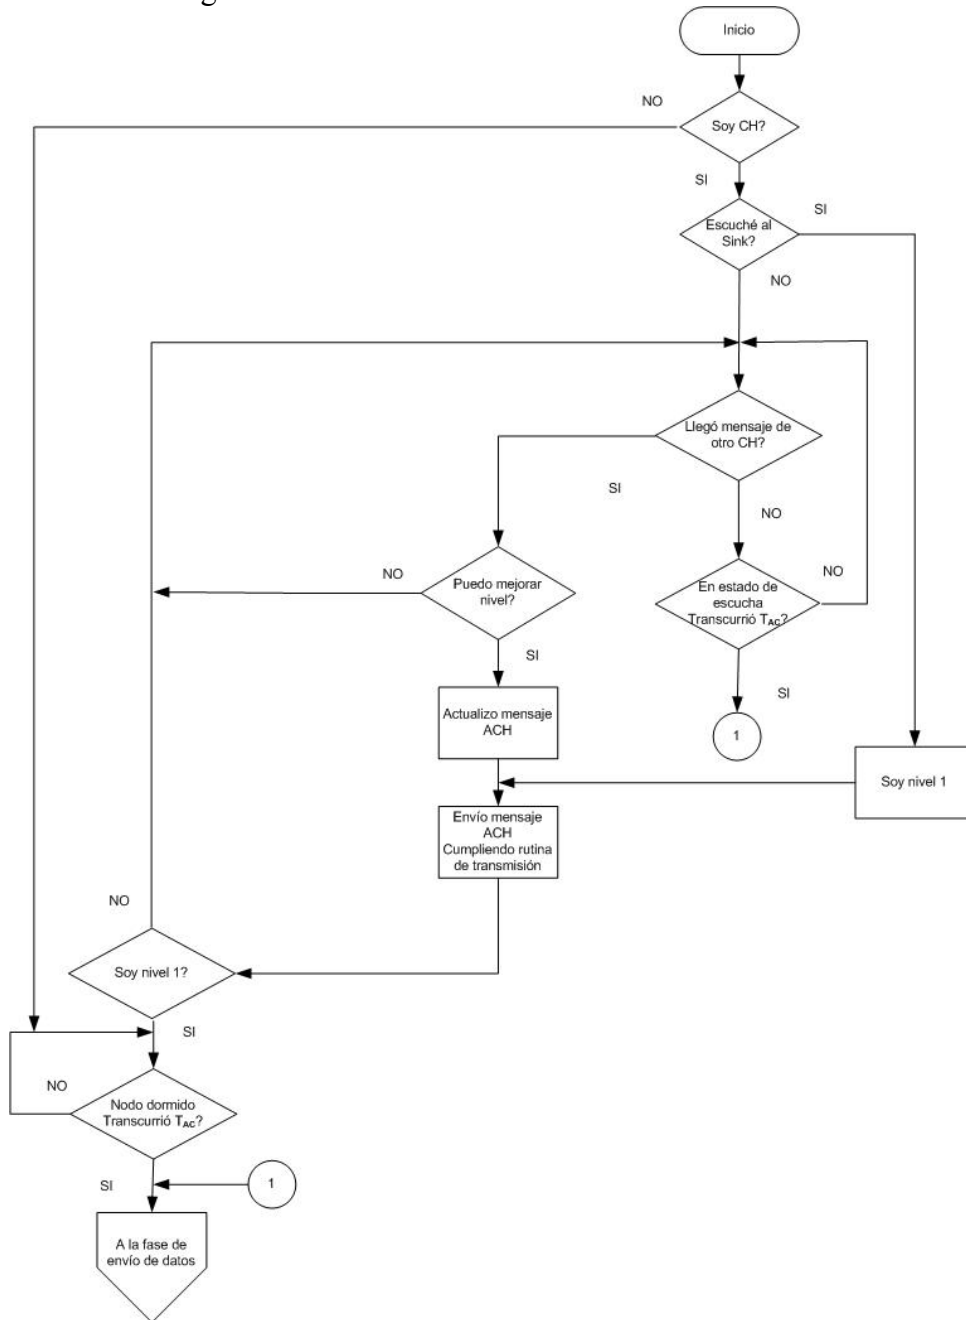 Inicio
NO
Soy CH?
SI
Escuché al
Sink?
SI
NO
Llegó mensaje de
otro CH?
SI
NO
NO
Puedo mejorar
nivel?
En estado de
escucha
Transcurrió TAC?
NO
SI
SI
Actualizo mensaje
ACH
1
Soy nivel 1
Envío mensaje
ACH
Cumpliendo rutina
de transmisión
NO
Soy nivel 1?
SI
NO
Nodo dormido
Transcurrió TAC?
SI
1
A la fase de
envío de datos